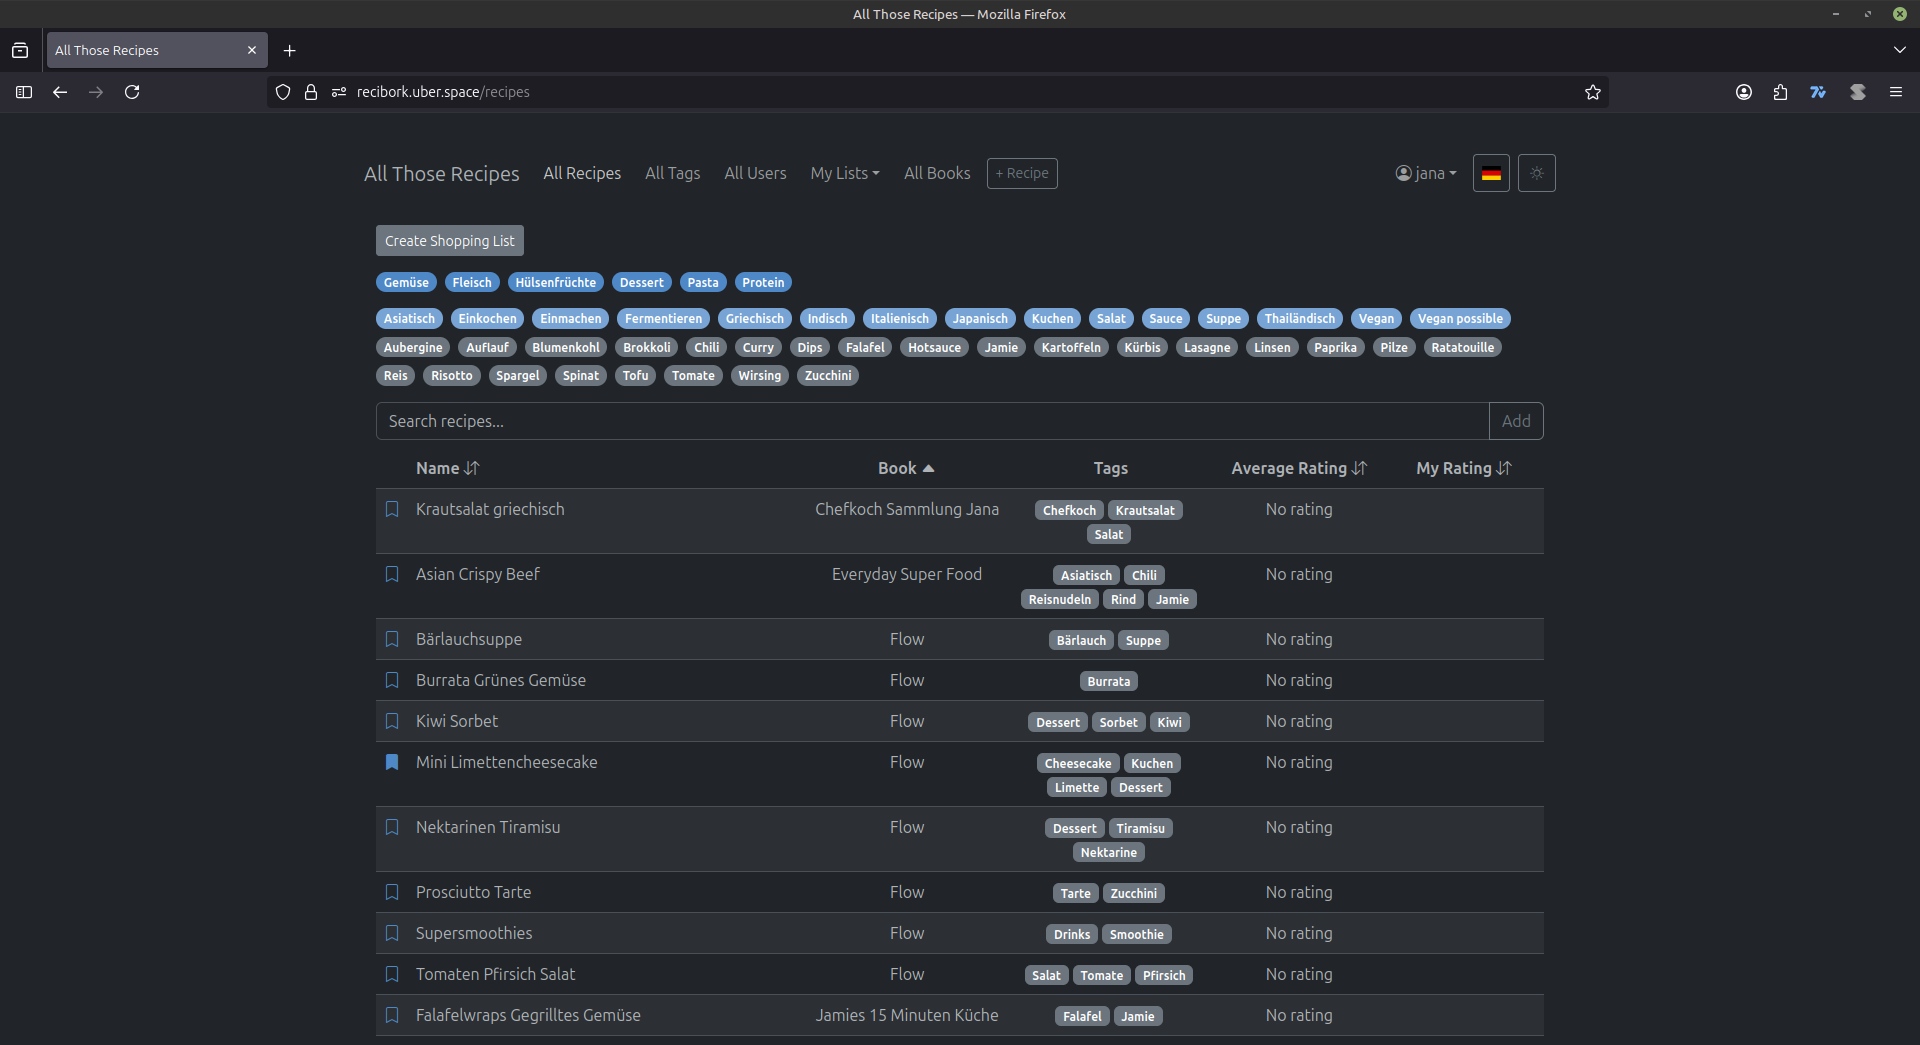 All Those Recipes — Mozilla Firefox
All Those Recipes
recibork.uber.space/recipes
All Those Recipes All Recipes All Tags All Users My Lists All Books + Recipe jana
Create Shopping List
Gemüse Fleisch Hülsenfrüchte Dessert Pasta Protein
Asiatisch Einkochen Einmachen Fermentieren Griechisch Indisch Italienisch Japanisch Kuchen Salat Sauce Suppe Thailändisch Vegan Vegan possible
Aubergine Auflauf Blumenkohl Brokkoli Chili Curry Dips Falafel Hotsauce Jamie Kartoffeln Kürbis Lasagne Linsen Paprika Pilze Ratatouille
Reis Risotto Spargel Spinat Tofu Tomate Wirsing Zucchini
Search recipes... Add
Name Book Tags Average Rating My Rating
Krautsalat griechisch Chefkoch Sammlung Jana Chefkoch Krautsalat No rating
Salat
Asian Crispy Beef Everyday Super Food Asiatisch Chili No rating
Reisnudeln Rind Jamie
Bärlauchsuppe Flow Bärlauch Suppe No rating
Burrata Grünes Gemüse Flow Burrata No rating
Kiwi Sorbet Flow Dessert Sorbet Kiwi No rating
Mini Limettencheesecake Flow Cheesecake Kuchen No rating
Limette Dessert
Nektarinen Tiramisu Flow Dessert Tiramisu No rating
Nektarine
Prosciutto Tarte Flow Tarte Zucchini No rating
Supersmoothies Flow Drinks Smoothie No rating
Tomaten Pfirsich Salat Flow Salat Tomate Pfirsich No rating
Falafelwraps Gegrilltes Gemüse Jamies 15 Minuten Küche Falafel Jamie No rating